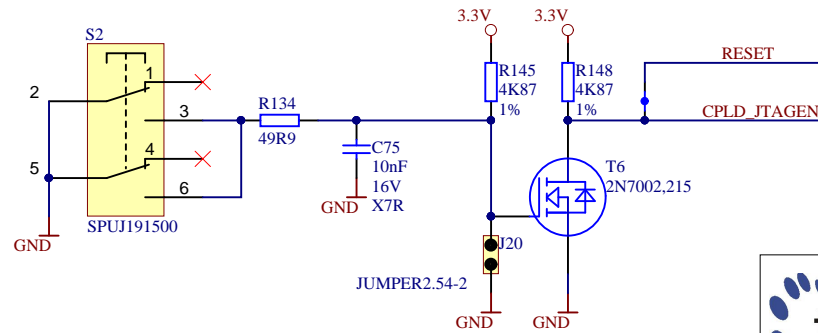 3.3V
3.3V
S2
RESET
R145
4K87
1%
R148
4K87
1%
1
2
3
R134
49R9
CPLD_JTAGEN
C75
10nF
16V
X7R
4
5
6
T6
2N7002,215
GND
SPUJ191500
GND
J20
JUMPER2.54-2
GND
GND